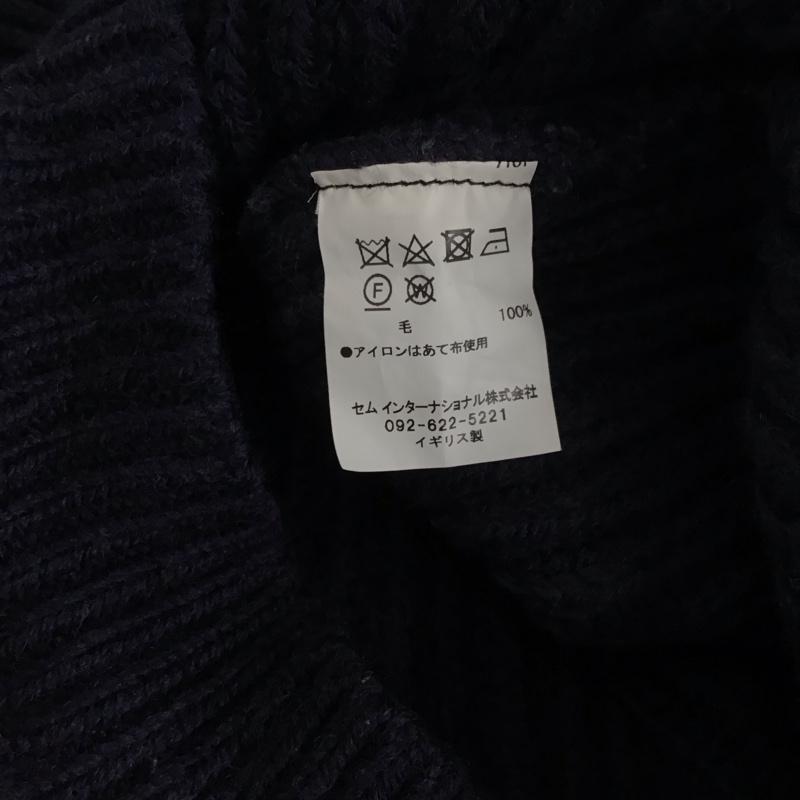 F W
毛 100%
●アイロンはあて布使用
セム インターナショナル株式会社
092-622-5221
イギリス製